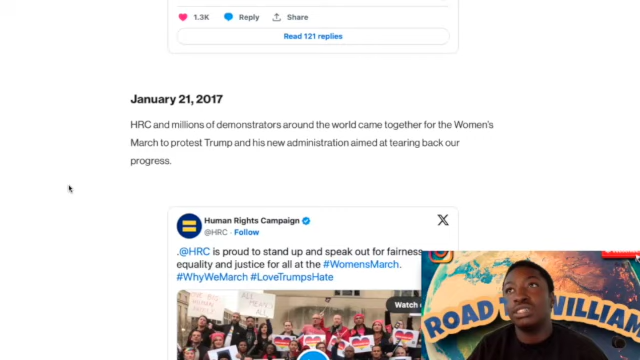 1.3K Reply Share
Read 121 replies
January 21, 2017
HRC and millions of demonstrators around the world came together for the Women's
March to protest Trump and his new administration aimed at tearing back our
progress.
Human Rights Campaign
@HRC · Follow
.@HRC is proud to stand up and speak out for fairness
equality and justice for all at the #WomensMarch.
#WhyWeMarch #LoveTrumpsHate
Watch
ROAD TO WILLIAM